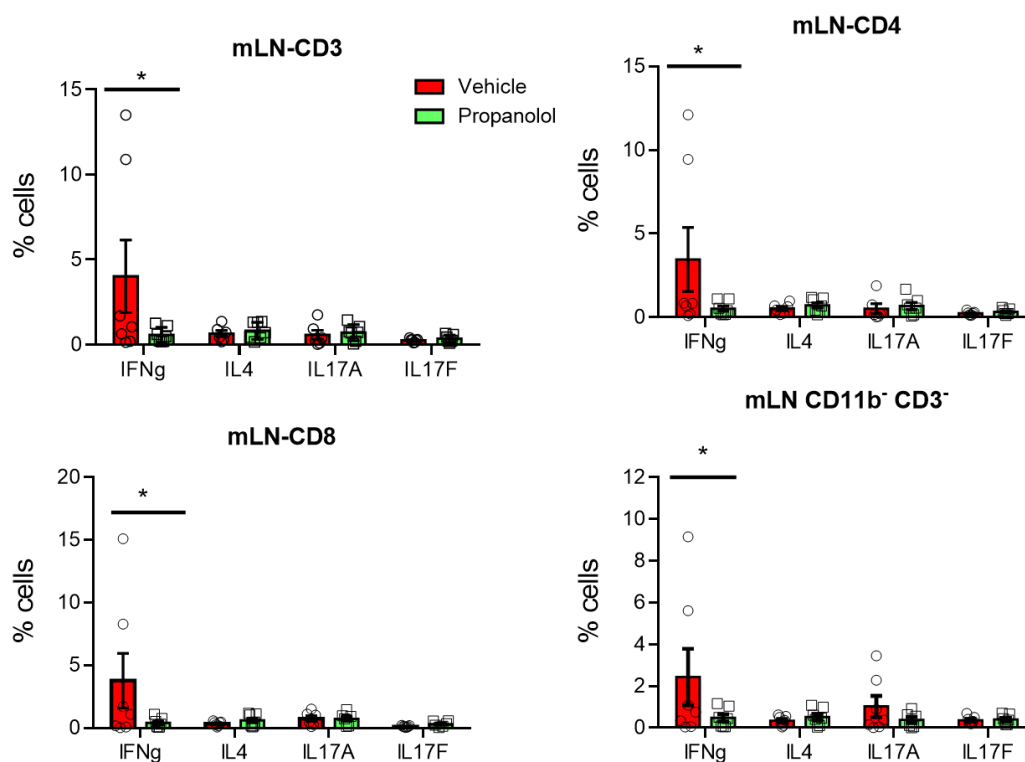 mLN-CD3
*
Vehicle
Propanolol
15
10
5
0
% cells
IFNg IL4 IL17A IL17F
mLN-CD4
*
15
10
5
0
% cells
IFNg IL4 IL17A IL17F
mLN-CD8
*
20
15
10
5
0
% cells
IFNg IL4 IL17A IL17F
mLN CD11b⁻ CD3⁻
*
12
10
8
6
4
2
0
% cells
IFNg IL4 IL17A IL17F